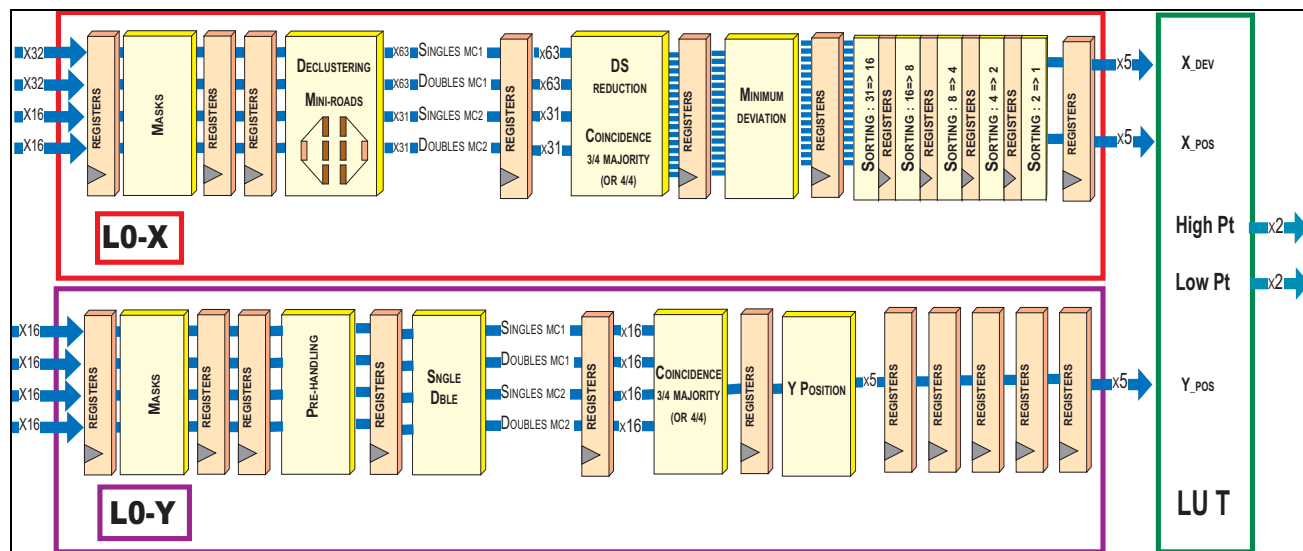 X32
X32
X16
X16
REGISTERS
MASKS
REGISTERS
REGISTERS
DECLUSTERING
MINI-ROADS
X63
X63
X31
X31
SINGLES MC1
DOUBLES MC1
SINGLES MC2
DOUBLES MC2
REGISTERS
x63
x63
x31
x31
DS
REDUCTION
COINCIDENCE
3/4 MAJORITY
(OR 4/4)
REGISTERS
MINIMUM
DEVIATION
REGISTERS
SORTING : 31=> 16
REGISTERS
SORTING : 16=> 8
REGISTERS
SORTING : 8=> 4
REGISTERS
SORTING : 4=> 2
REGISTERS
SORTING : 2=> 1
REGISTERS
x5
x5
X_DEV
X_POS
L0-X
High Pt
x2
Low Pt
x2
X16
X16
X16
X16
REGISTERS
MASKS
REGISTERS
REGISTERS
PRE-HANDLING
REGISTERS
SNGLE
DBLE
SINGLES MC1
DOUBLES MC1
SINGLES MC2
DOUBLES MC2
REGISTERS
x16
x16
x16
x16
COINCIDENCE
3/4 MAJORITY
(OR 4/4)
REGISTERS
Y POSITION
x5
REGISTERS
REGISTERS
REGISTERS
REGISTERS
REGISTERS
x5
Y_POS
L0-Y
LU T